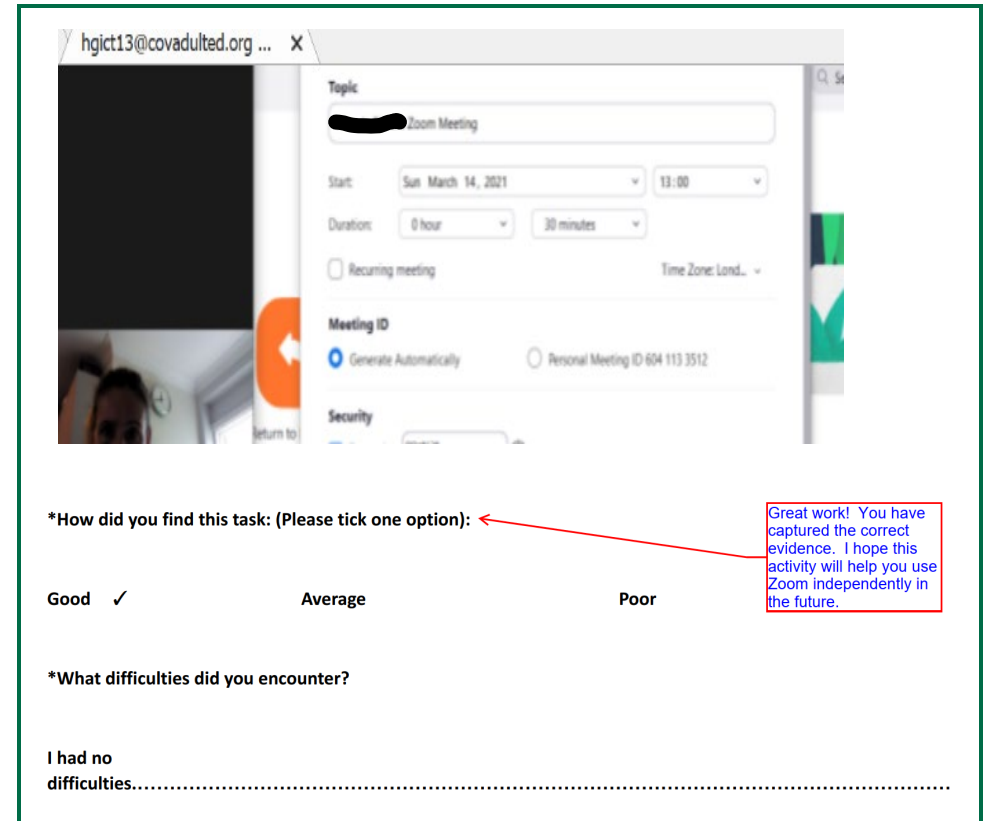 hgict13@covadulted.org ... X
Topic
Zoom Meeting
Start:
Sun March 14, 2021
13:00
Duration:
0 hour
30 minutes
Recurring meeting
Time Zone: Lond...
Meeting ID
Generate Automatically
Personal Meeting ID 604 113 3512
Security
Return to
*How did you find this task: (Please tick one option):
Good ✓ Average Poor
Great work! You have
captured the correct
evidence. I hope this
activity will help you use
Zoom independently in
the future.
*What difficulties did you encounter?
I had no
difficulties.......................................................................................................